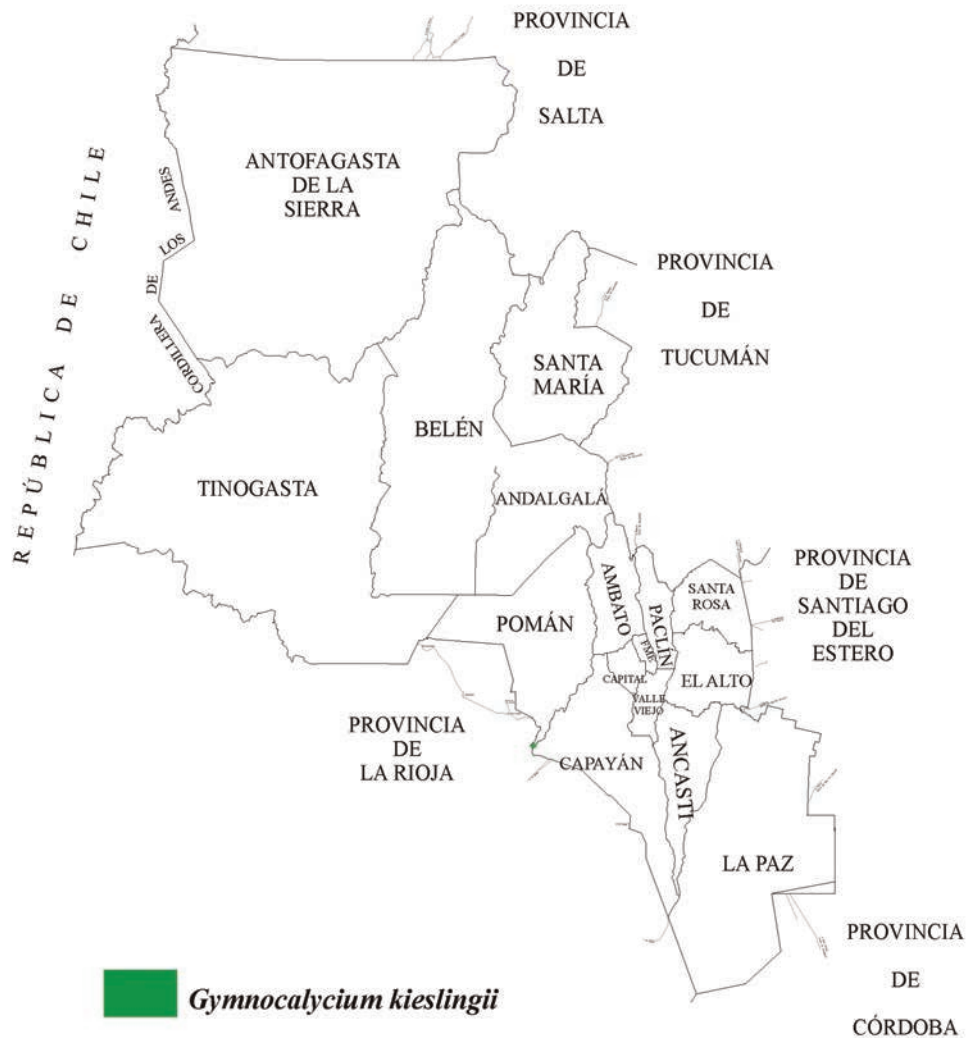 PROVINCIA
DE
SALTA
ANTOFAGASTA
DE LA
SIERRA
REPÚBLICA DE CHILE
CORDILLERA DE LOS ANDES
PROVINCIA
DE
TUCUMÁN
SANTA
MARÍA
BELÉN
TINOGASTA
ANDALGALÁ
PROVINCIA
DE
SANTIAGO
DEL
ESTERO
SANTA
ROSA
AMBATO
PACLÍN
POMÁN
FME
CAPITAL
EL ALTO
VALLE
VIEJO
PROVINCIA
DE
LA RIOJA
CAPAYÁN
ANCASTI
LA PAZ
PROVINCIA
DE
CÓRDOBA
Gymnocalycium kieslingii